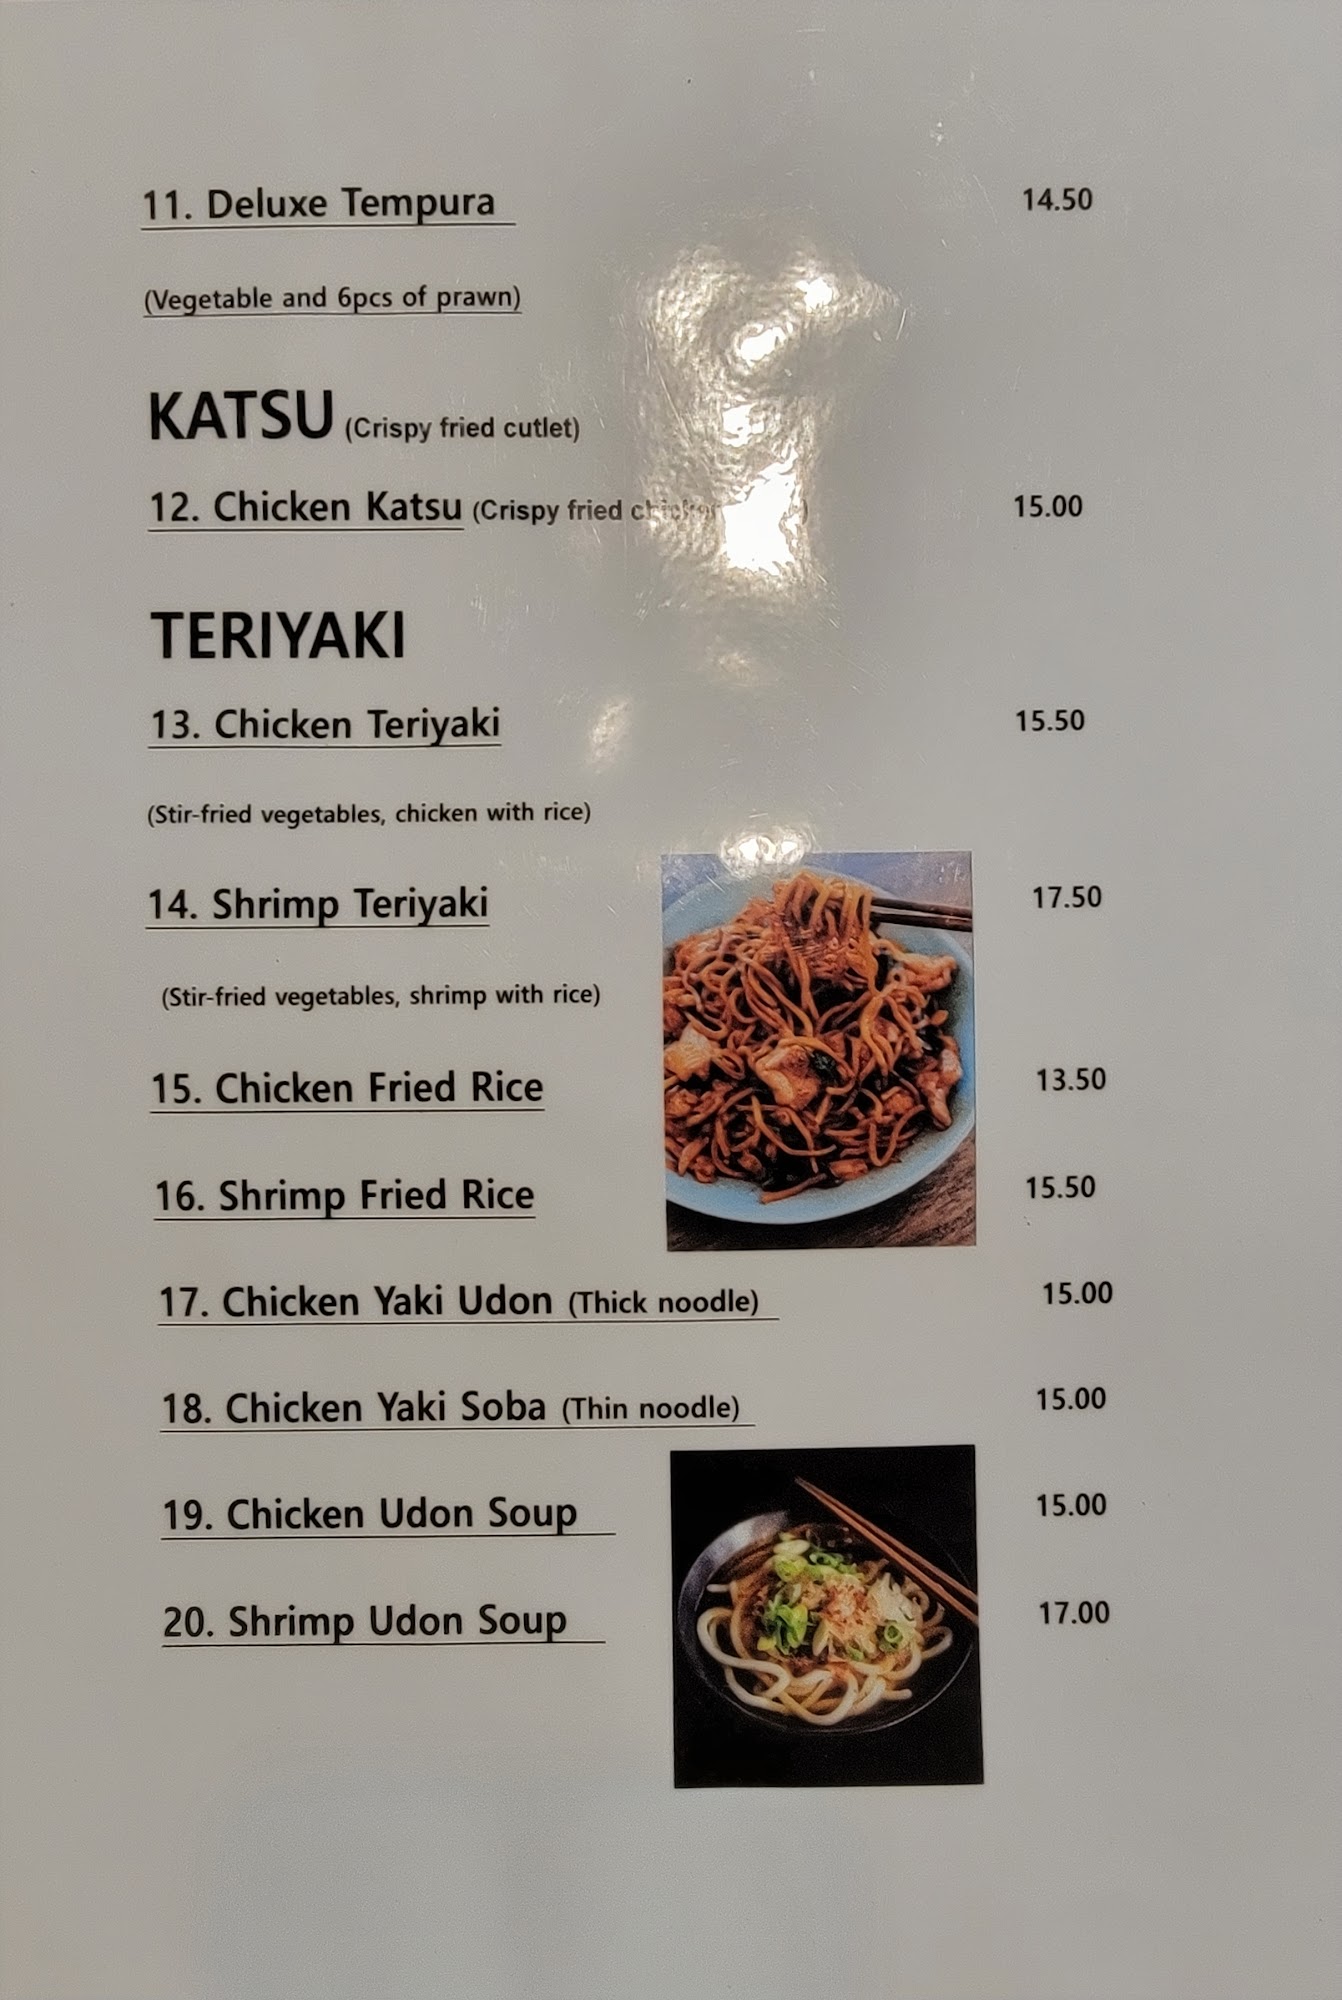 11. Deluxe Tempura 14.50
(Vegetable and 6pcs of prawn)
KATSU (Crispy fried cutlet)
12. Chicken Katsu (Crispy fried chicken 15.00
TERIYAKI
13. Chicken Teriyaki 15.50
(Stir-fried vegetables, chicken with rice)
14. Shrimp Teriyaki 17.50
(Stir-fried vegetables, shrimp with rice)
15. Chicken Fried Rice 13.50
16. Shrimp Fried Rice 15.50
17. Chicken Yaki Udon (Thick noodle) 15.00
18. Chicken Yaki Soba (Thin noodle) 15.00
19. Chicken Udon Soup 15.00
20. Shrimp Udon Soup 17.00